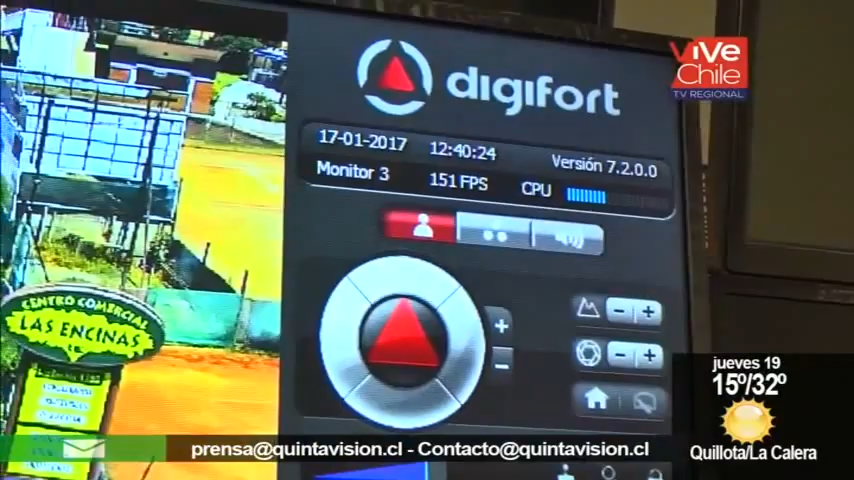 digifort
17-01-2017 12:40:24 Versión 7.2.0.0
Monitor 3 151 FPS CPU
ViVe
Chile
TV REGIONAL
CENTRO COMERCIAL
LAS ENCINAS
jueves 19
15º/32º
Quillota/La Calera
prensa@quintavision.cl - Contacto@quintavision.cl